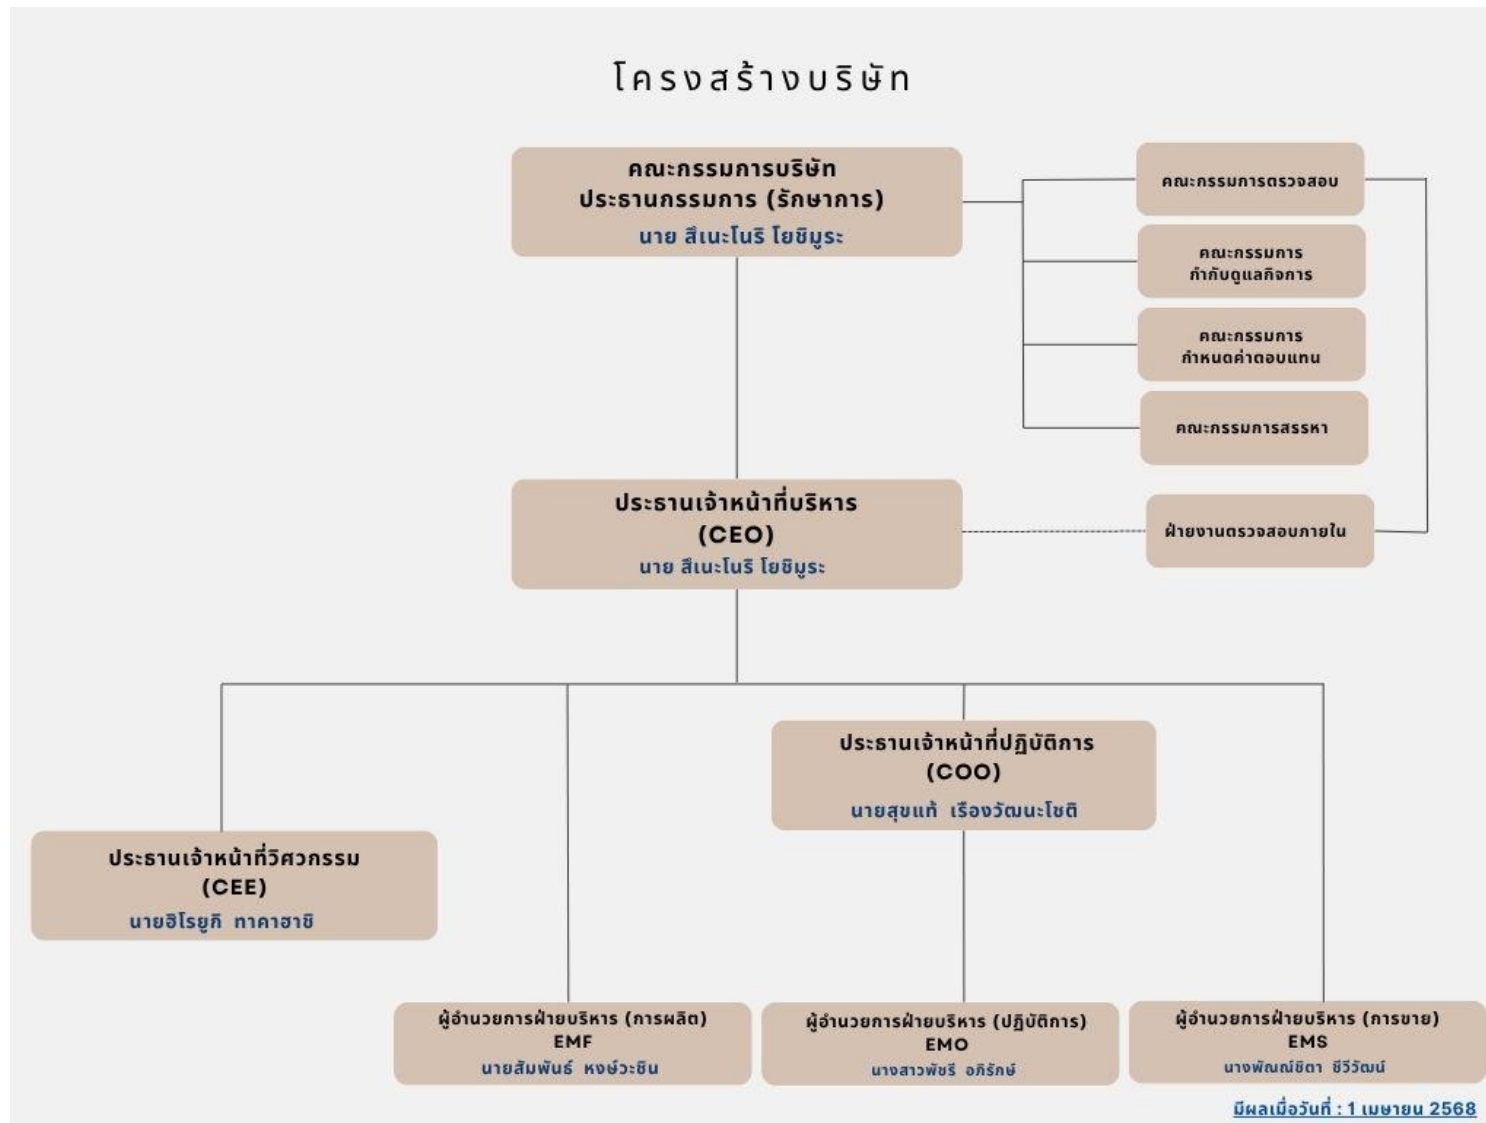 โครงสร้างบริษัท
คณะกรรมการบริษัท
ประธานกรรมการ (รักษาการ)
นาย สึเนะโนริ โยชิมูระ
คณะกรรมการตรวจสอบ
คณะกรรมการ
กำกับดูแลกิจการ
คณะกรรมการ
กำหนดค่าตอบแทน
คณะกรรมการสรรหา
ประธานเจ้าหน้าที่บริหาร
(CEO)
นาย สึเนะโนริ โยชิมูระ
ฝ่ายงานตรวจสอบภายใน
ประธานเจ้าหน้าที่ปฏิบัติการ
(COO)
นายสุขแท้ เรืองวัฒนะโชติ
ประธานเจ้าหน้าที่วิศวกรรม
(CEE)
นายฮิโรยูกิ ทาคาฮาชิ
ผู้อำนวยการฝ่ายบริหาร (การผลิต)
EMF
นายสัมพันธ์ หงษ์วะชิน
ผู้อำนวยการฝ่ายบริหาร (ปฏิบัติการ)
EMO
นางสาวพัชรี อภิรักษ์
ผู้อำนวยการฝ่ายบริหาร (การขาย)
EMS
นางพัณณ์ชิตา ชีวีวัฒน์
มีผลเมื่อวันที่ : 1 เมษายน 2568